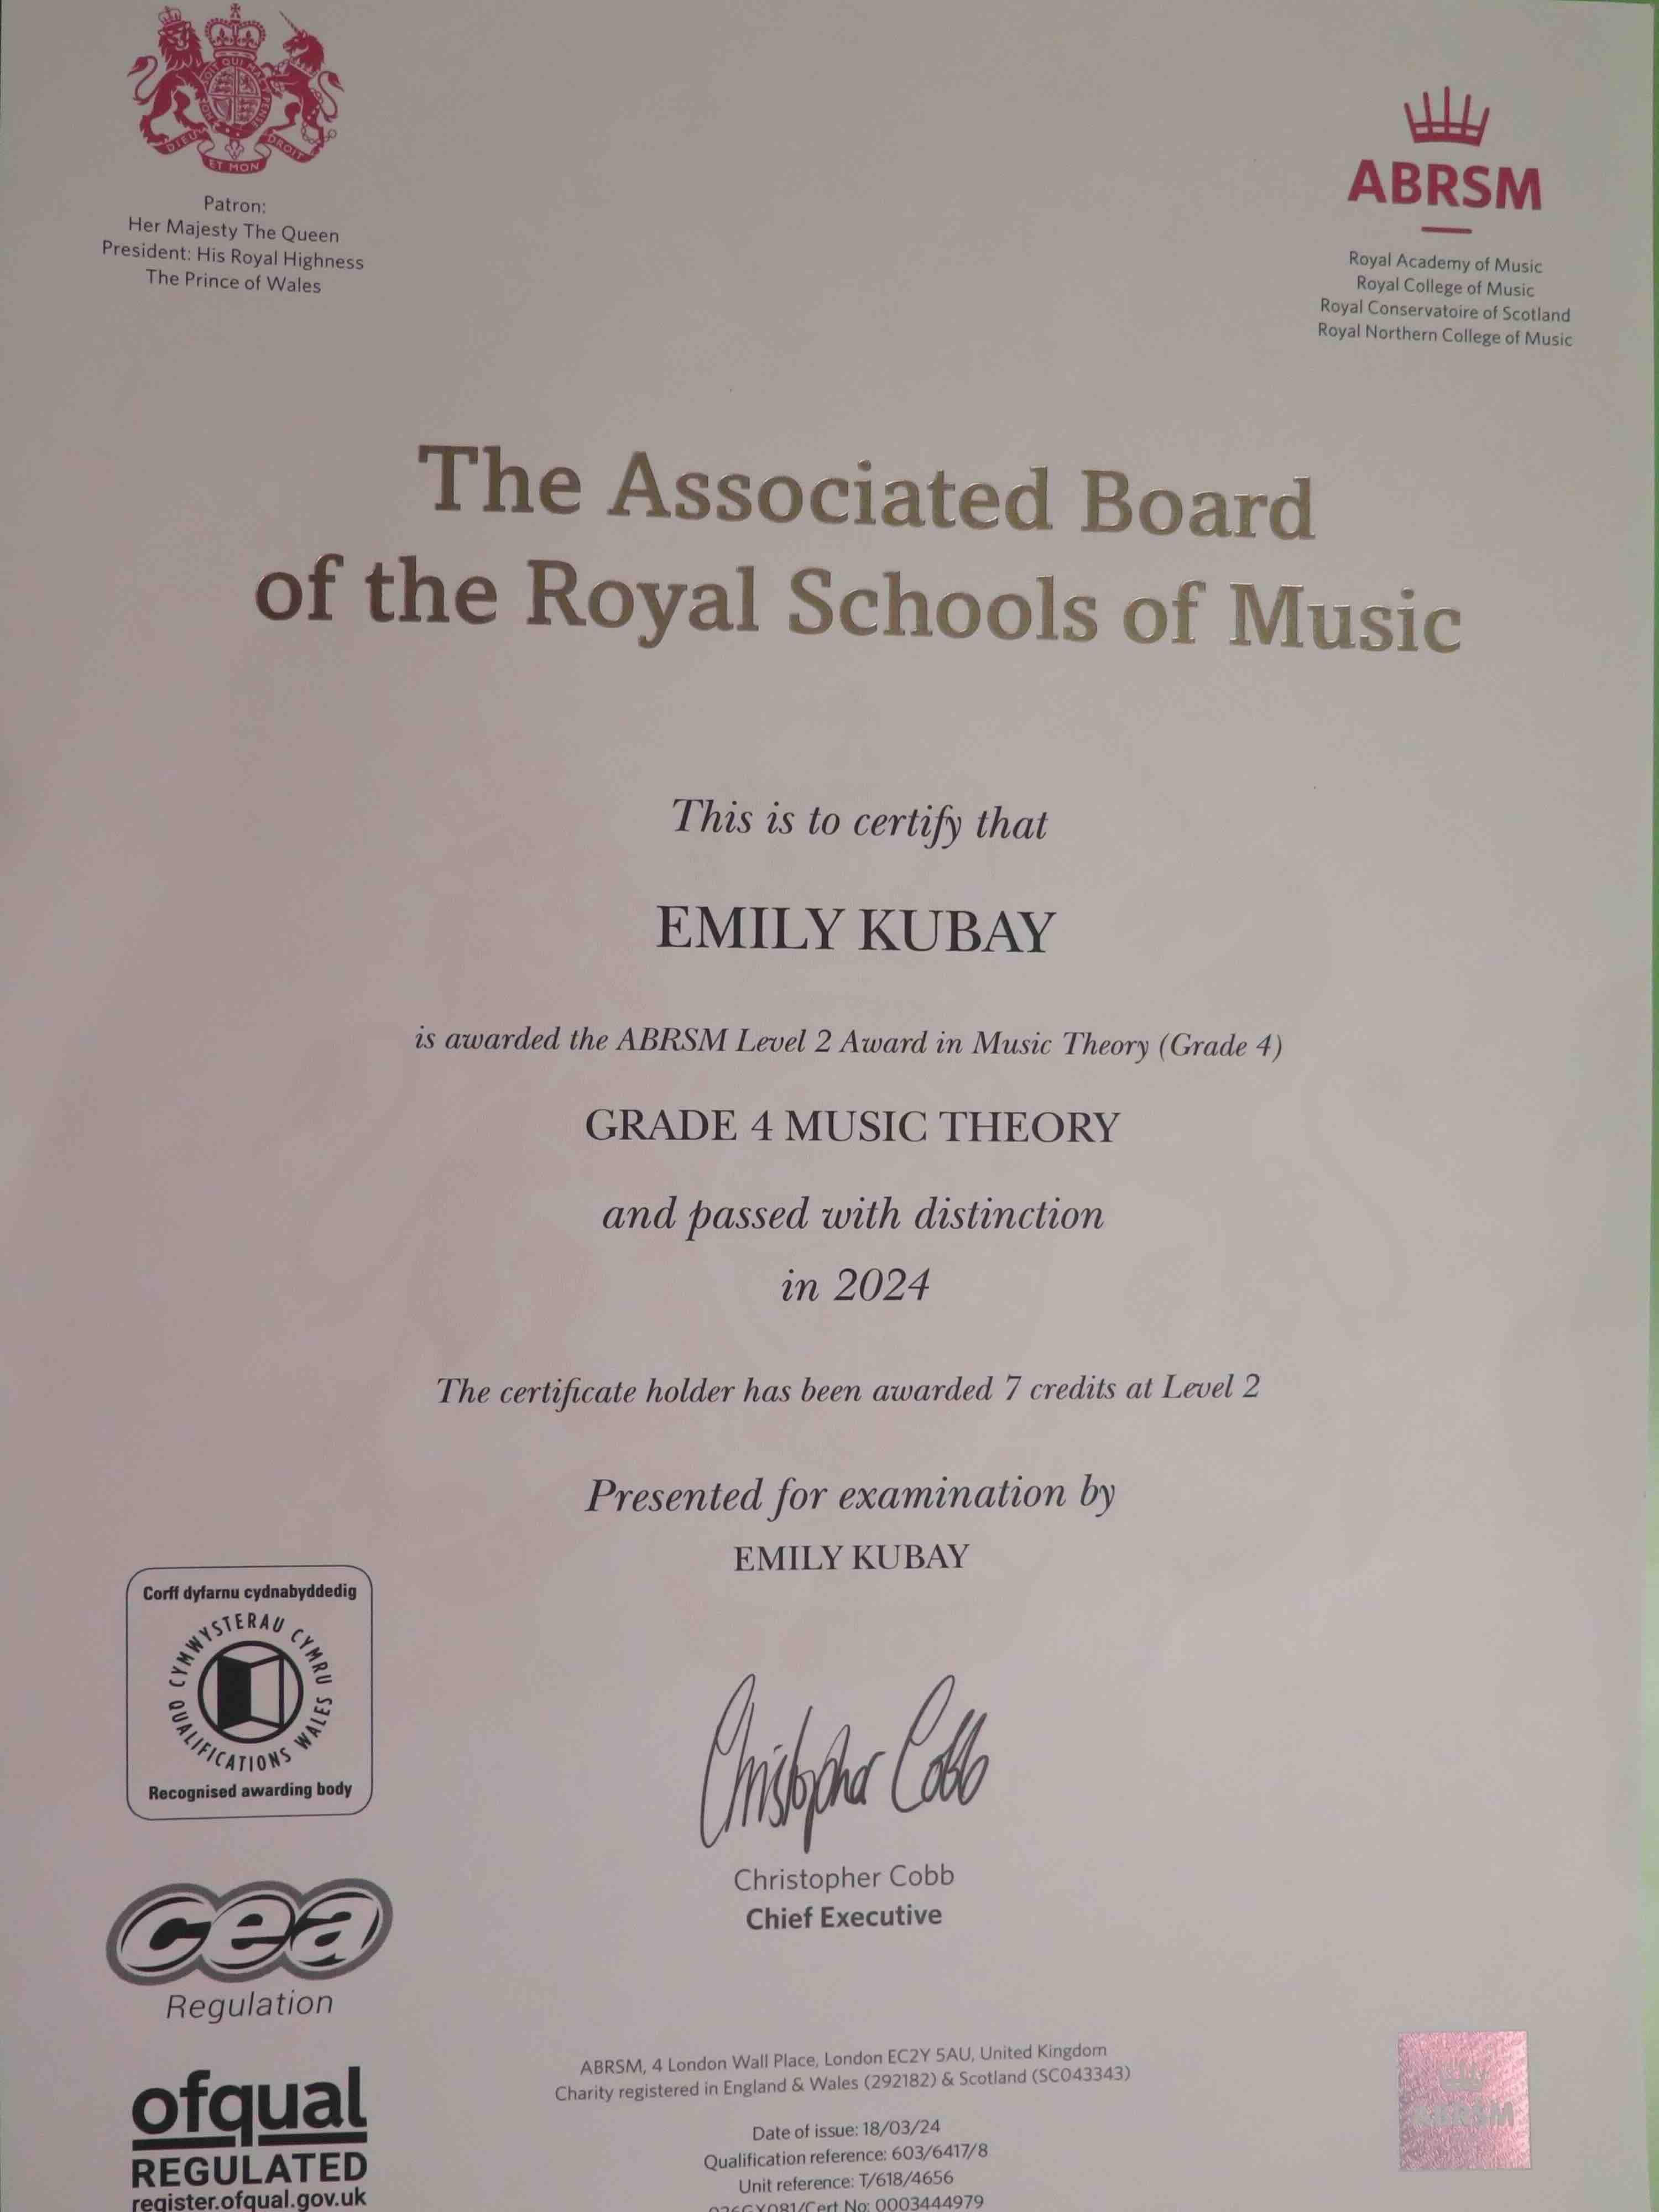 DIEU
ET MON
DROIT
Patron:
Her Majesty The Queen
President: His Royal Highness
The Prince of Wales
ABRSM
Royal Academy of Music
Royal College of Music
Royal Conservatoire of Scotland
Royal Northern College of Music
The Associated Board
of the Royal Schools of Music
This is to certify that
EMILY KUBAY
is awarded the ABRSM Level 2 Award in Music Theory (Grade 4)
GRADE 4 MUSIC THEORY
and passed with distinction
in 2024
The certificate holder has been awarded 7 credits at Level 2
Presented for examination by
EMILY KUBAY
Corff dyfarnu cydnabyddedig
CYMWYSTERAU CYMRU
QUALIFICATIONS WALES
Recognised awarding body
Christopher Cobb
Christopher Cobb
Chief Executive
cea
Regulation
ofqual
REGULATED
register.ofqual.gov.uk
ABRSM, 4 London Wall Place, London EC2Y 5AU, United Kingdom
Charity registered in England & Wales (292182) & Scotland (SC043343)
Date of issue: 18/03/24
Qualification reference: 603/6417/8
Unit reference: T/618/4656
Cert No: 0003444979
ABRSM